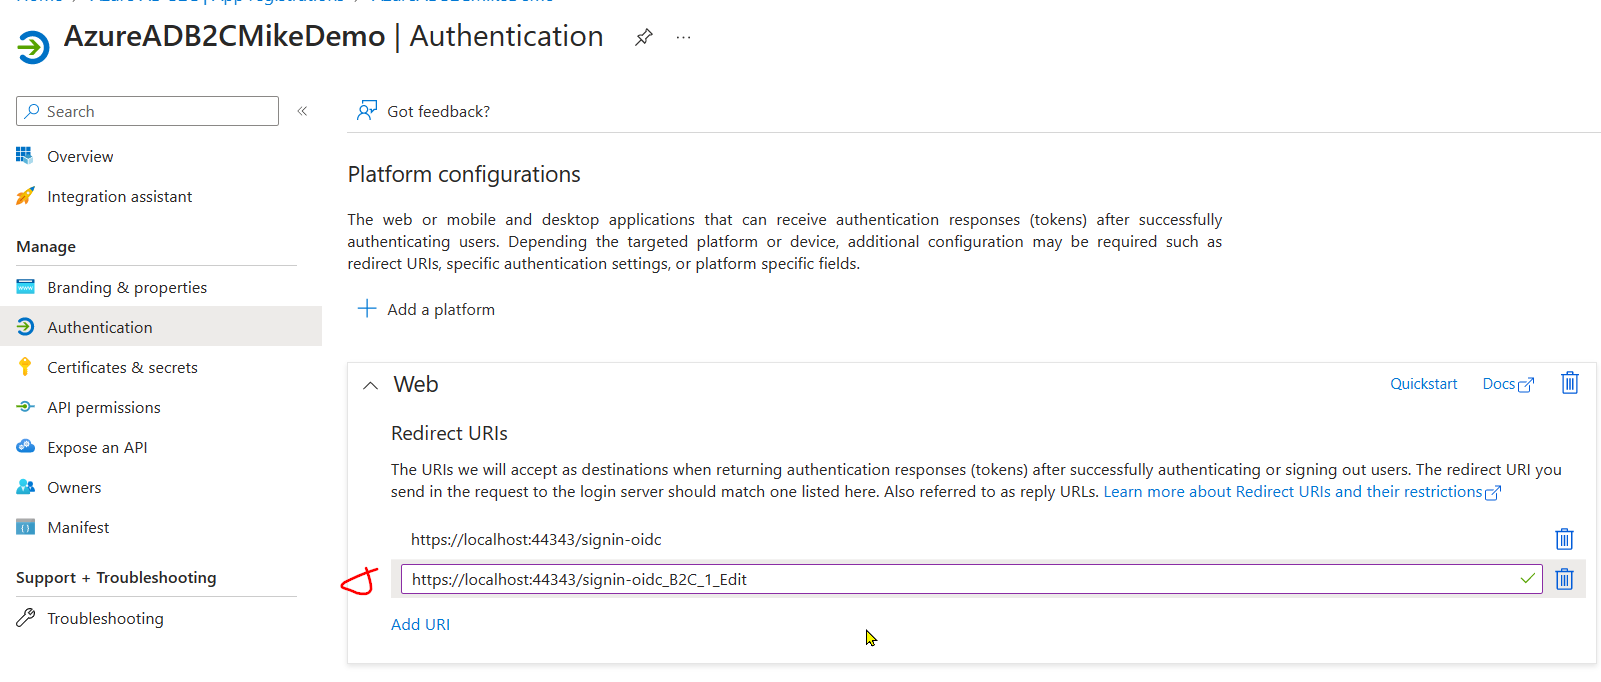 AzureADB2CMikeDemo | Authentication
Search
Got feedback?
Overview
Integration assistant
Manage
Branding & properties
Authentication
Certificates & secrets
API permissions
Expose an API
Owners
Manifest
Support + Troubleshooting
Troubleshooting
Platform configurations
The web or mobile and desktop applications that can receive authentication responses (tokens) after successfully
authenticating users. Depending the targeted platform or device, additional configuration may be required such as
redirect URIs, specific authentication settings, or platform specific fields.
Add a platform
Web
Quickstart
Docs
Redirect URIs
The URIs we will accept as destinations when returning authentication responses (tokens) after successfully authenticating or signing out users. The redirect URI you
send in the request to the login server should match one listed here. Also referred to as reply URLs. Learn more about Redirect URIs and their restrictions
https://localhost:44343/signin-oidc
https://localhost:44343/signin-oidc_B2C_1_Edit
Add URI